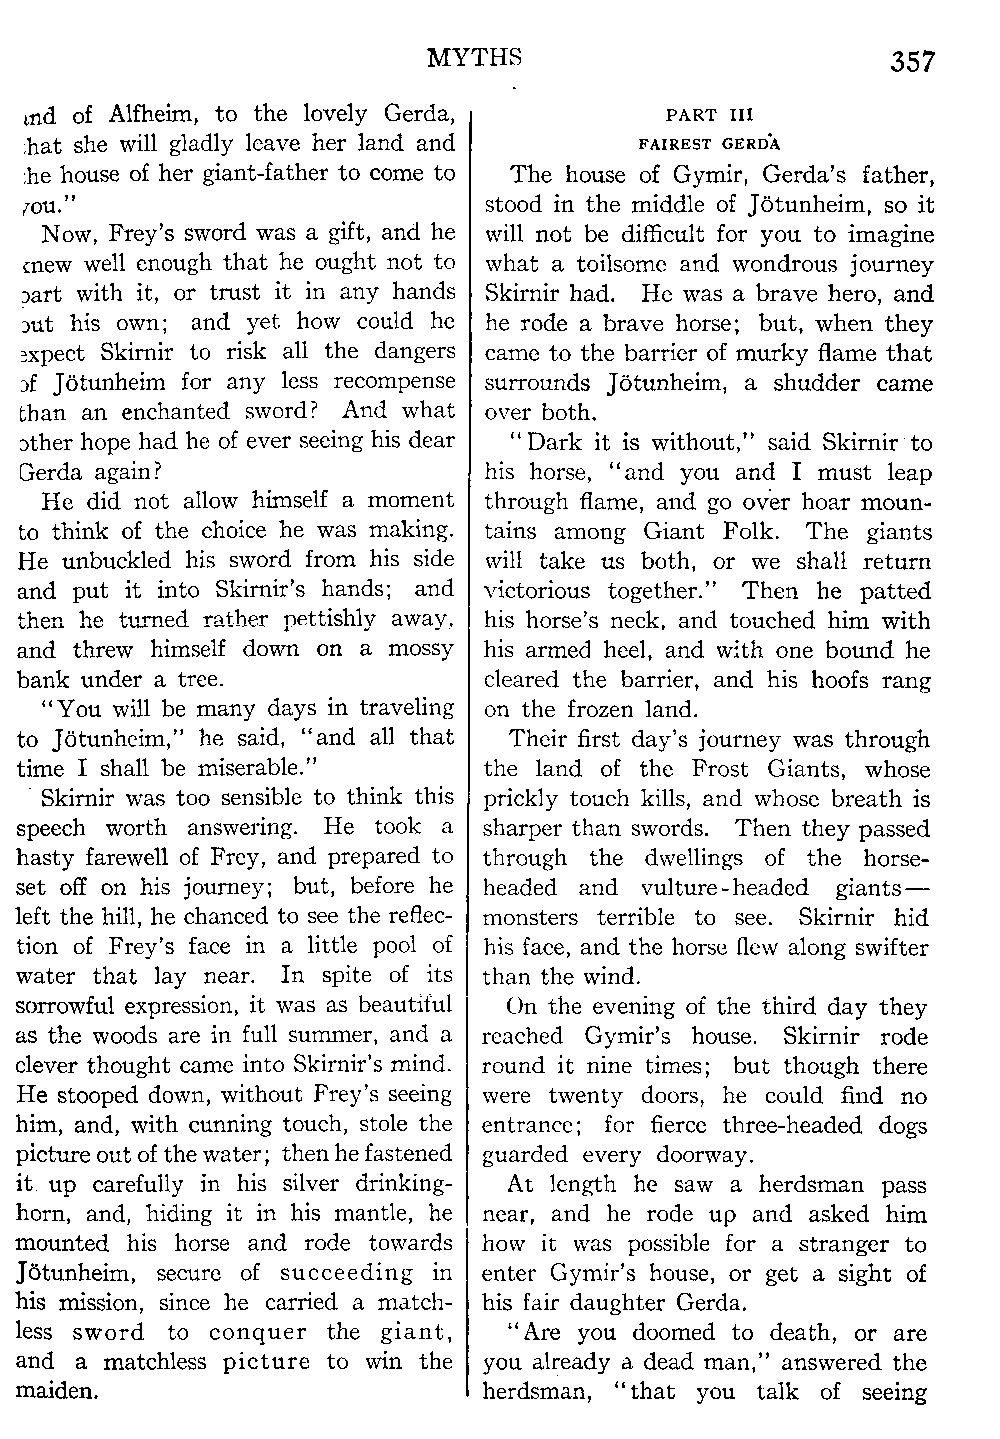 MYTHS 357
and of Alfheim, to the lovely Gerda,
that she will gladly leave her land and
the house of her giant-father to come to
you."
Now, Frey's sword was a gift, and he
knew well enough that he ought not to
part with it, or trust it in any hands
but his own; and yet how could he
expect Skirnir to risk all the dangers
of Jötunheim for any less recompense
than an enchanted sword? And what
other hope had he of ever seeing his dear
Gerda again?
He did not allow himself a moment
to think of the choice he was making.
He unbuckled his sword from his side
and put it into Skirnir's hands; and
then he turned rather pettishly away,
and threw himself down on a mossy
bank under a tree.
"You will be many days in traveling
to Jötunheim," he said, "and all that
time I shall be miserable."
Skirnir was too sensible to think this
speech worth answering. He took a
hasty farewell of Frey, and prepared to
set off on his journey; but, before he
left the hill, he chanced to see the reflec-
tion of Frey's face in a little pool of
water that lay near. In spite of its
sorrowful expression, it was as beautiful
as the woods are in full summer, and a
clever thought came into Skirnir's mind.
He stooped down, without Frey's seeing
him, and, with cunning touch, stole the
picture out of the water; then he fastened
it up carefully in his silver drinking-
horn, and, hiding it in his mantle, he
mounted his horse and rode towards
Jötunheim, secure of succeeding in
his mission, since he carried a match-
less sword to conquer the giant,
and a matchless picture to win the
maiden.
PART III
FAIREST GERDA
The house of Gymir, Gerda's father,
stood in the middle of Jötunheim, so it
will not be difficult for you to imagine
what a toilsome and wondrous journey
Skirnir had. He was a brave hero, and
he rode a brave horse; but, when they
came to the barrier of murky flame that
surrounds Jötunheim, a shudder came
over both.
"Dark it is without," said Skirnir to
his horse, "and you and I must leap
through flame, and go over hoar moun-
tains among Giant Folk. The giants
will take us both, or we shall return
victorious together." Then he patted
his horse's neck, and touched him with
his armed heel, and with one bound he
cleared the barrier, and his hoofs rang
on the frozen land.
Their first day's journey was through
the land of the Frost Giants, whose
prickly touch kills, and whose breath is
sharper than swords. Then they passed
through the dwellings of the horse-
headed and vulture-headed giants—
monsters terrible to see. Skirnir hid
his face, and the horse flew along swifter
than the wind.
On the evening of the third day they
reached Gymir's house. Skirnir rode
round it nine times; but though there
were twenty doors, he could find no
entrance; for fierce three-headed dogs
guarded every doorway.
At length he saw a herdsman pass
near, and he rode up and asked him
how it was possible for a stranger to
enter Gymir's house, or get a sight of
his fair daughter Gerda.
"Are you doomed to death, or are
you already a dead man," answered the
herdsman, "that you talk of seeing